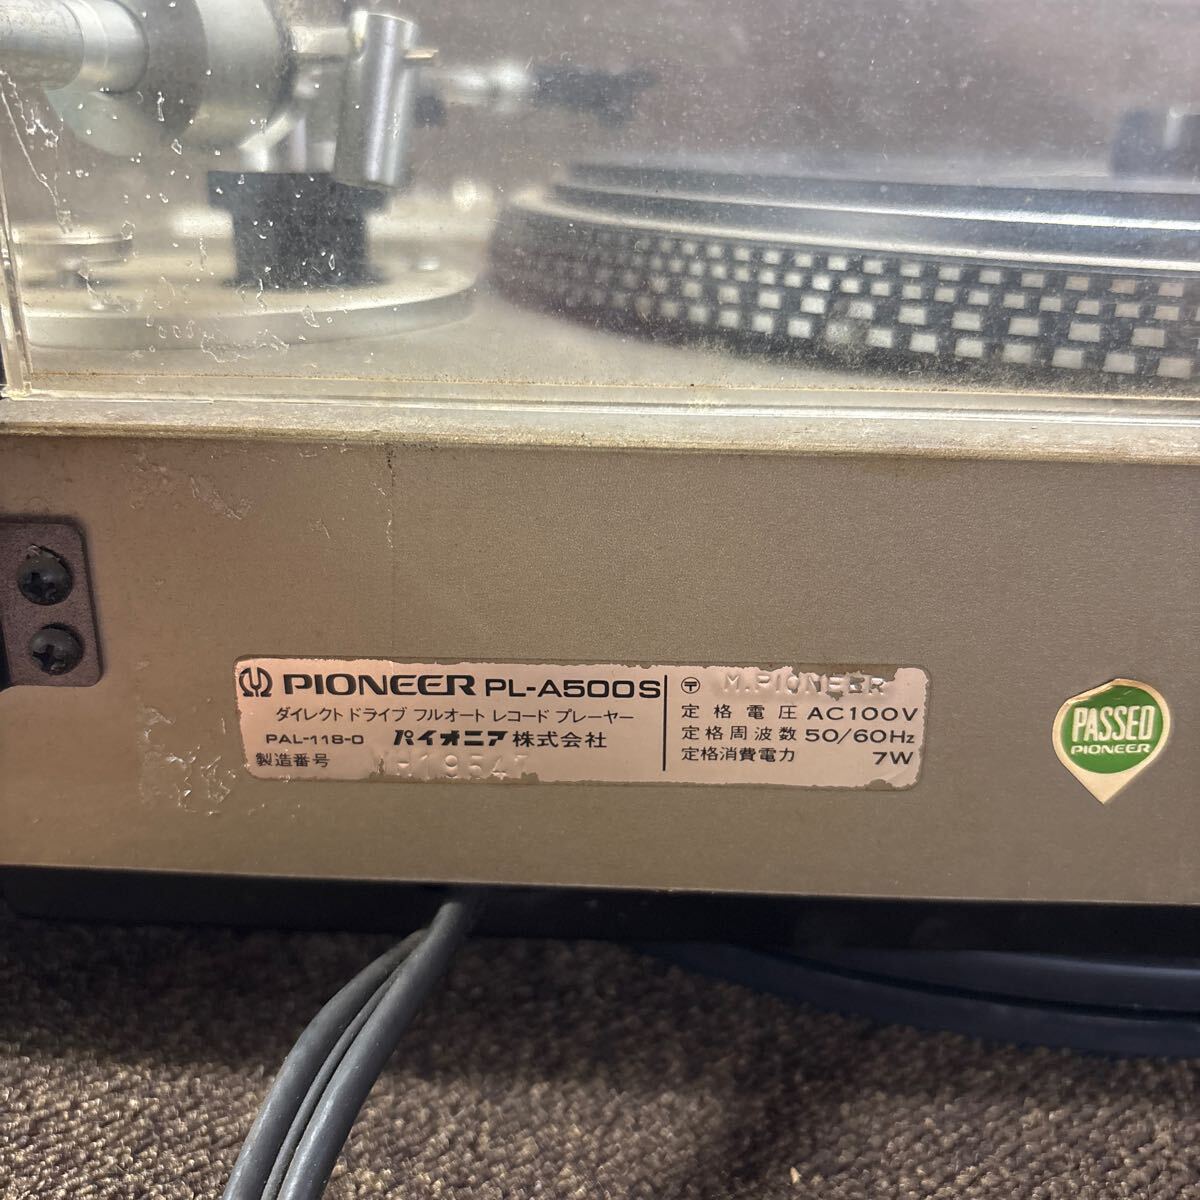 PIONEER PL-A500S
ダイレクト ドライブ フルオート レコード プレーヤー
PAL-118-0 パイオニア株式会社
製造番号
〒 M.PIONEER
定格電圧 AC100V
定格周波数 50/60Hz
定格消費電力 7W
PASSED
PIONEER